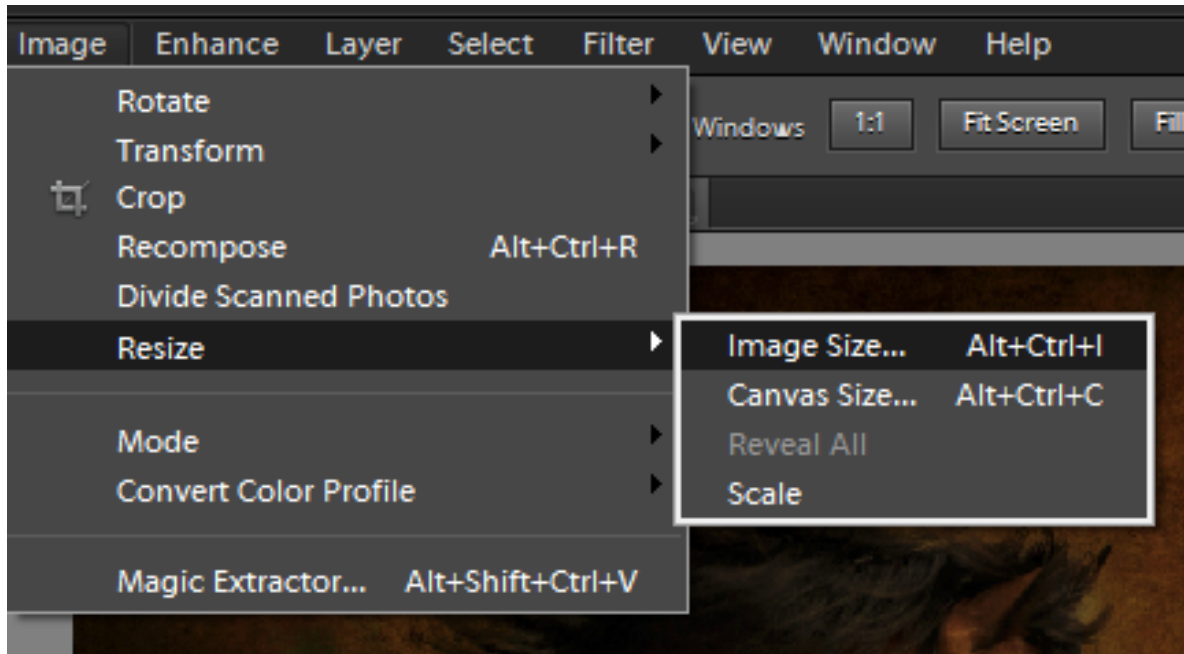 Image Enhance Layer Select Filter View Window Help
Windows 1:1 Fit Screen
Rotate
Transform
Crop
Recompose Alt+Ctrl+R
Divide Scanned Photos
Resize
Image Size... Alt+Ctrl+I
Canvas Size... Alt+Ctrl+C
Reveal All
Scale
Mode
Convert Color Profile
Magic Extractor... Alt+Shift+Ctrl+V